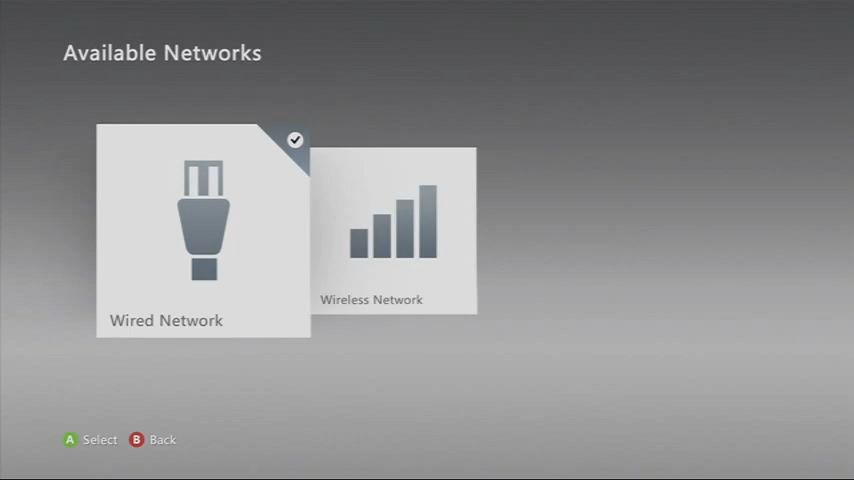 Available Networks
Wired Network
Wireless Network
A Select B Back